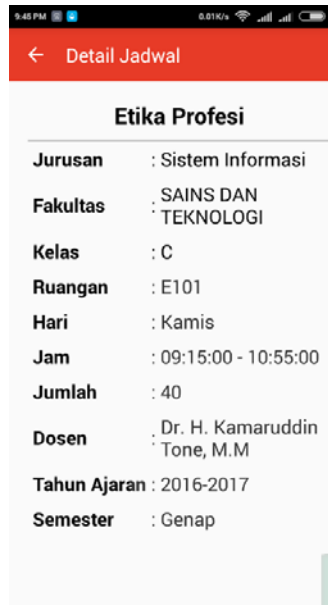 9:45 PM 0.01K/s
Detail Jadwal
Etika Profesi
Jurusan : Sistem Informasi
Fakultas : SAINS DAN
TEKNOLOGI
Kelas : C
Ruangan : E101
Hari : Kamis
Jam : 09:15:00 - 10:55:00
Jumlah : 40
Dosen : Dr. H. Kamaruddin
Tone, M.M
Tahun Ajaran : 2016-2017
Semester : Genap